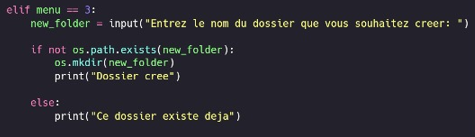 elif menu == 3:
    new_folder = input("Entrez le nom du dossier que vous souhaitez creer: ")

    if not os.path.exists(new_folder):
        os.mkdir(new_folder)
        print("Dossier cree")

    else:
        print("Ce dossier existe deja")